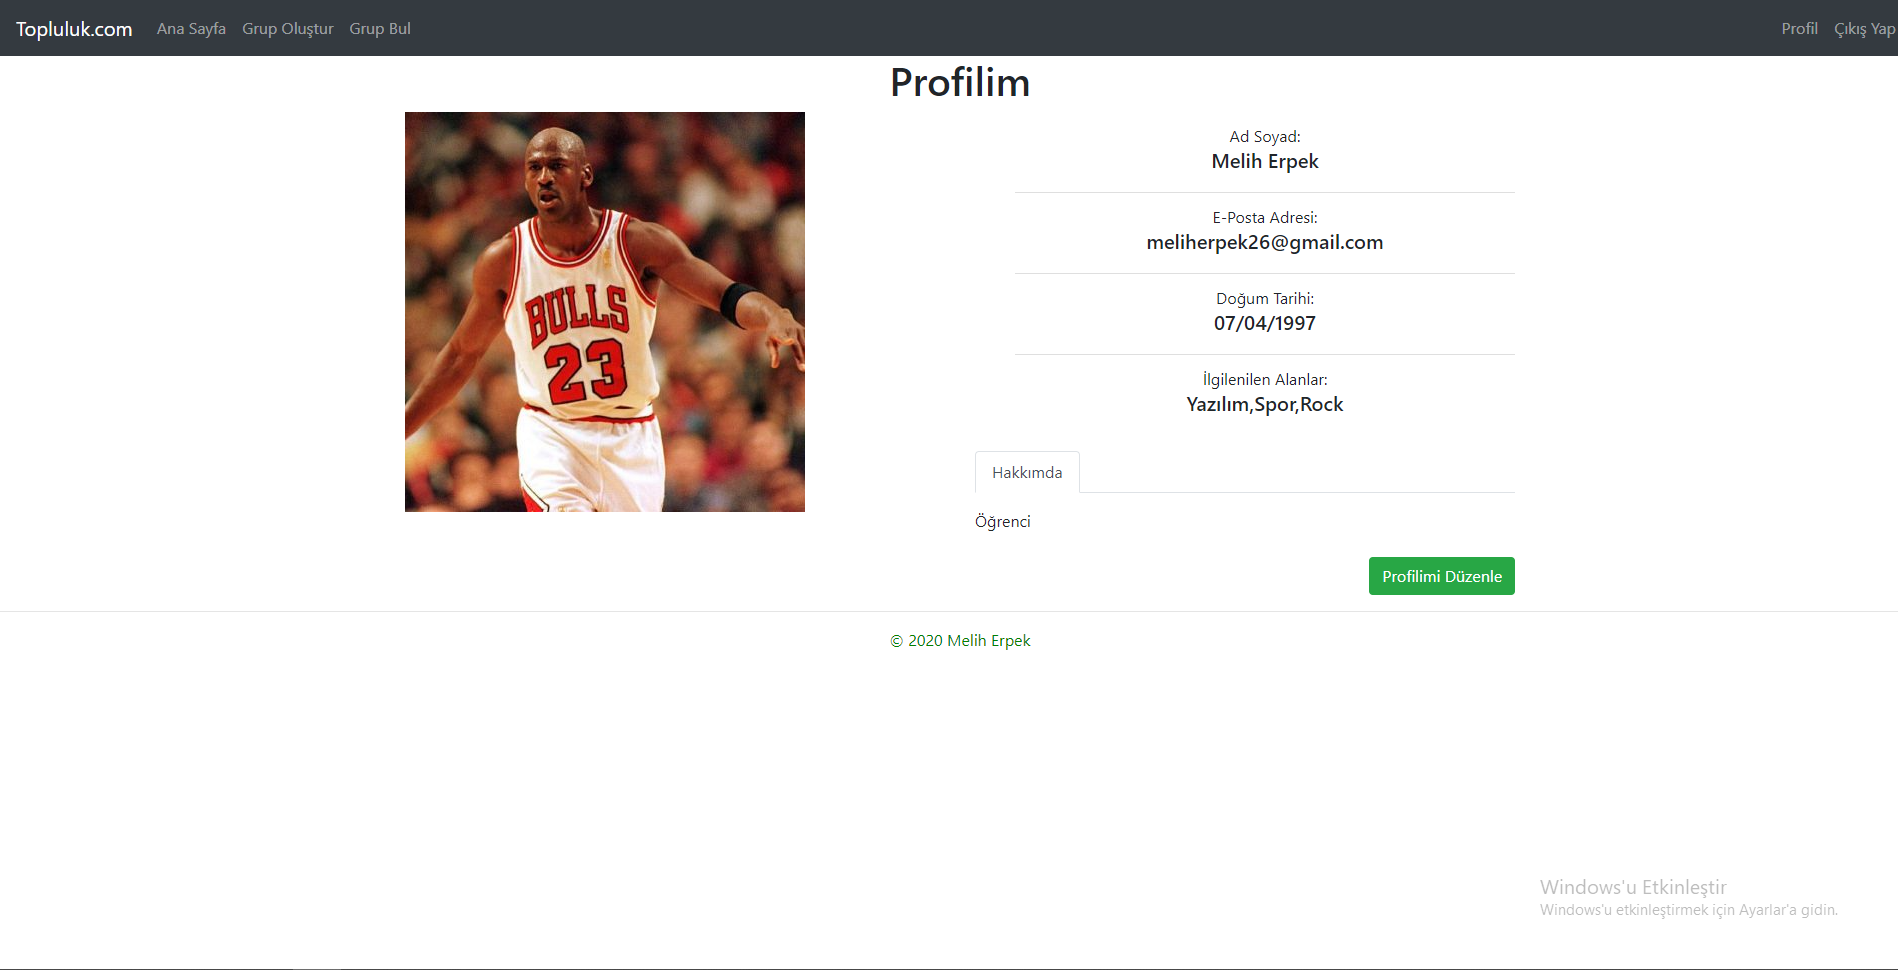 Topluluk.com Ana Sayfa Grup Oluştur Grup Bul Profil Çıkış Yap
Profilim
BULLS
23
Ad Soyad:
Melih Erpek
E-Posta Adresi:
meliherpek26@gmail.com
Doğum Tarihi:
07/04/1997
İlgilenilen Alanlar:
Yazılım,Spor,Rock
Hakkımda
Öğrenci
Profilimi Düzenle
© 2020 Melih Erpek
Windows'u Etkinleştir
Windows'u etkinleştirmek için Ayarlar'a gidin.